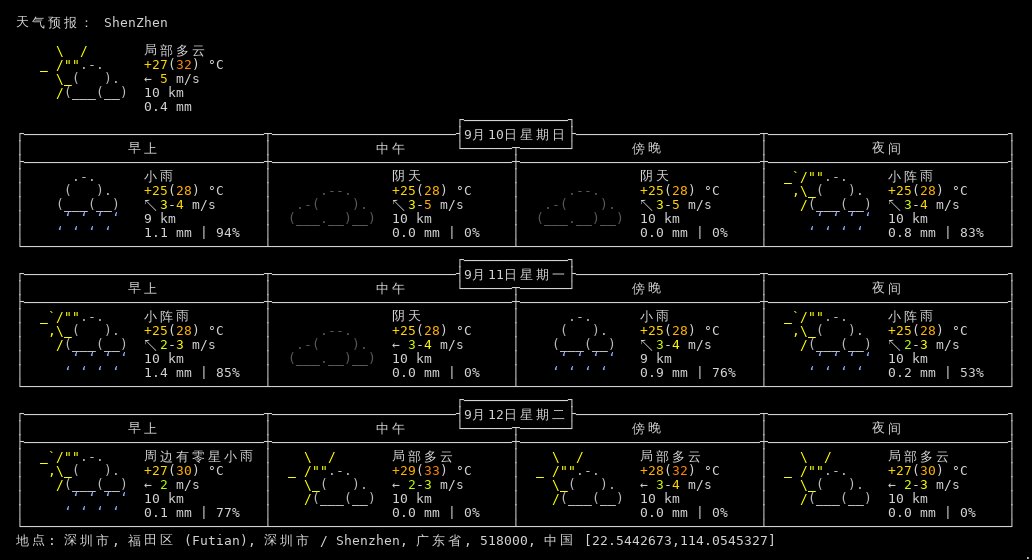 天气预报： ShenZhen
局部多云
+27(32) °C
← 5 m/s
10 km
0.4 mm
9月10日星期日
早上 中午 傍晚 夜间
小雨 阴天 阴天 小阵雨
+25(28) °C +25(28) °C +25(28) °C +25(28) °C
↖ 3-4 m/s ↖ 3-5 m/s ↖ 3-5 m/s ↖ 3-4 m/s
9 km 10 km 10 km 10 km
1.1 mm | 94% 0.0 mm | 0% 0.0 mm | 0% 0.8 mm | 83%
9月11日星期一
早上 中午 傍晚 夜间
小阵雨 阴天 小雨 小阵雨
+25(28) °C +25(28) °C +25(28) °C +25(28) °C
↖ 2-3 m/s ← 3-4 m/s ↖ 3-4 m/s ↖ 2-3 m/s
10 km 10 km 9 km 10 km
1.4 mm | 85% 0.0 mm | 0% 0.9 mm | 76% 0.2 mm | 53%
9月12日星期二
早上 中午 傍晚 夜间
周边有零星小雨 局部多云 局部多云 局部多云
+27(30) °C +29(33) °C +28(32) °C +27(30) °C
← 2 m/s ← 2-3 m/s ← 3-4 m/s ← 2-3 m/s
10 km 10 km 10 km 10 km
0.1 mm | 77% 0.0 mm | 0% 0.0 mm | 0% 0.0 mm | 0%
地点: 深圳市, 福田区 (Futian), 深圳市 / Shenzhen, 广东省, 518000, 中国 [22.5442673,114.0545327]